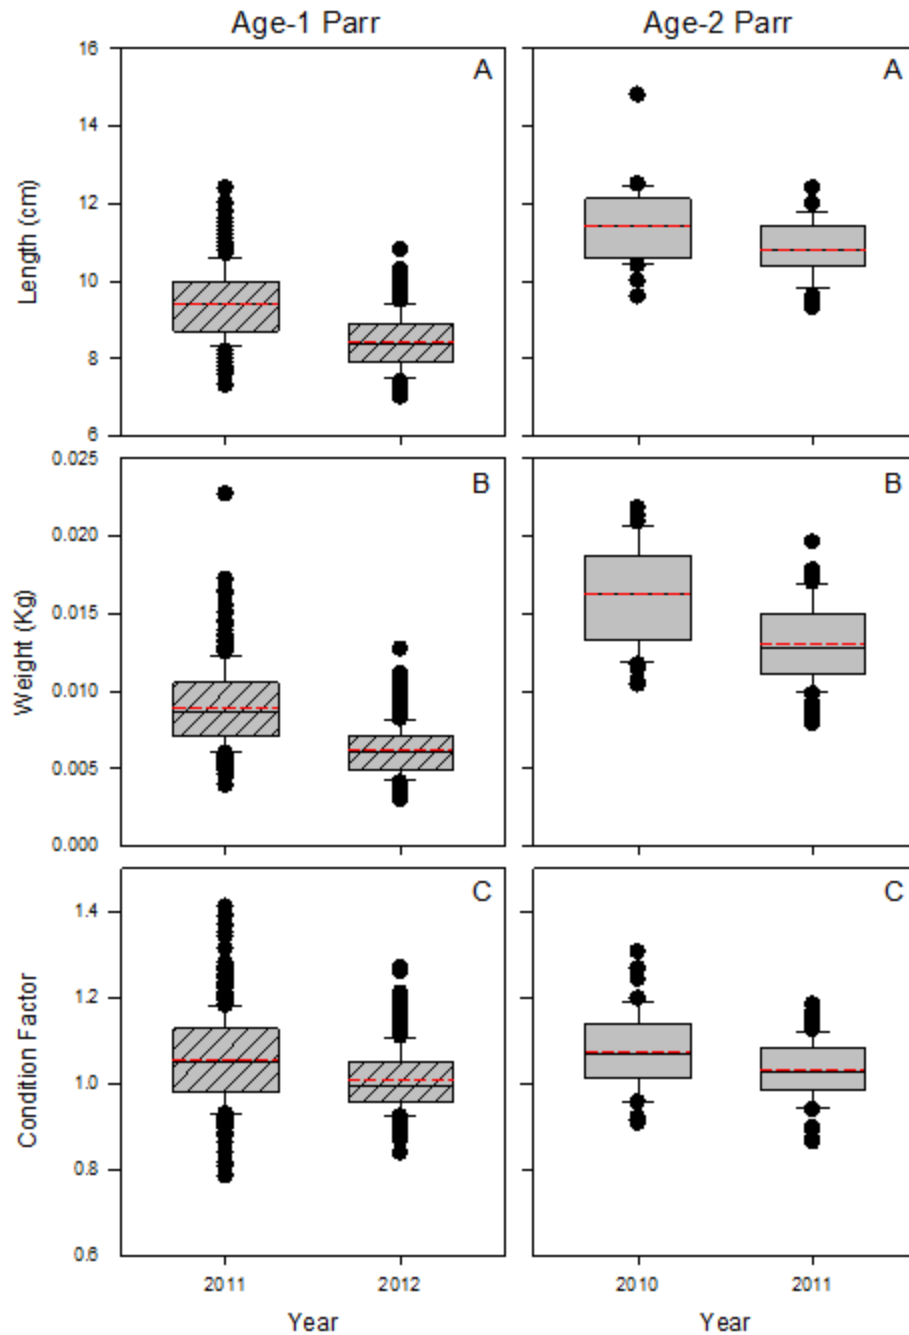 Age-1 Parr Age-2 Parr
16 A A
14
12
10
8
6
Length (cm)
0.025 B B
0.020
0.015
0.010
0.005
0.000
Weight (Kg)
C C
1.4
1.2
1.0
0.8
0.6
Condition Factor
2011 2012 2010 2011
Year Year